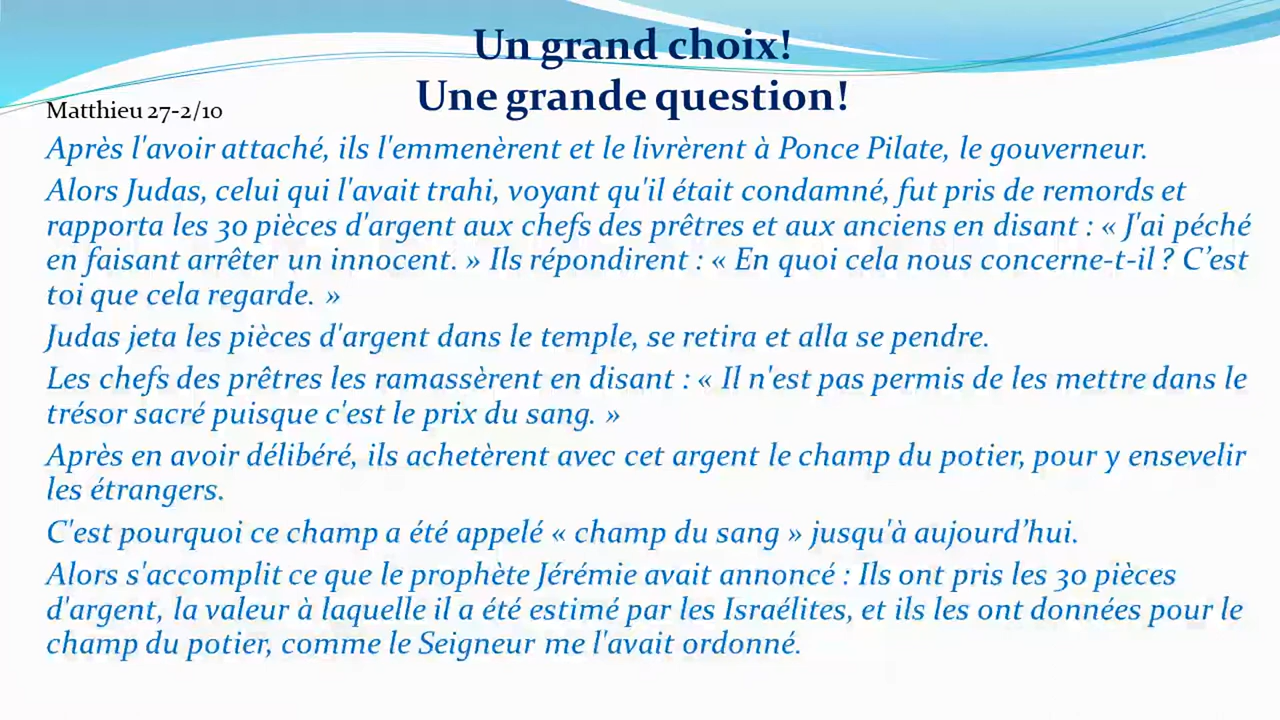 Un grand choix!
Une grande question!
Matthieu 27-2/10
Après l'avoir attaché, ils l'emmenèrent et le livrèrent à Ponce Pilate, le gouverneur.
Alors Judas, celui qui l'avait trahi, voyant qu'il était condamné, fut pris de remords et
rapporta les 30 pièces d'argent aux chefs des prêtres et aux anciens en disant : « J'ai péché
en faisant arrêter un innocent. » Ils répondirent : « En quoi cela nous concerne-t-il ? C’est
toi que cela regarde. »
Judas jeta les pièces d'argent dans le temple, se retira et alla se pendre.
Les chefs des prêtres les ramassèrent en disant : « Il n'est pas permis de les mettre dans le
trésor sacré puisque c'est le prix du sang. »
Après en avoir délibéré, ils achetèrent avec cet argent le champ du potier, pour y ensevelir
les étrangers.
C'est pourquoi ce champ a été appelé « champ du sang » jusqu'à aujourd’hui.
Alors s'accomplit ce que le prophète Jérémie avait annoncé : Ils ont pris les 30 pièces
d'argent, la valeur à laquelle il a été estimé par les Israélites, et ils les ont données pour le
champ du potier, comme le Seigneur me l'avait ordonné.